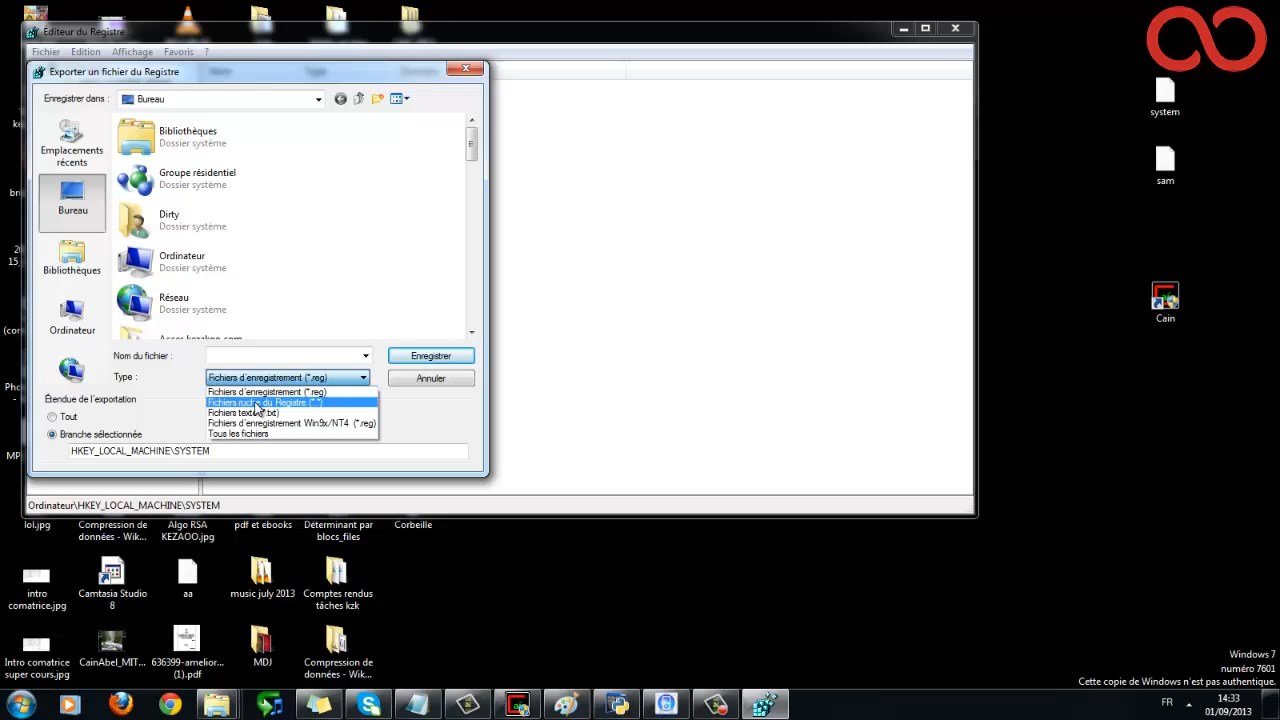 Éditeur du Registre
Fichier Edition Affichage Favoris ?
Exporter un fichier du Registre
Enregistrer dans :
Bureau
Emplacements
récents
Bureau
Bibliothèques
Ordinateur
Bibliothèques
Dossier système
Groupe résidentiel
Dossier système
Dirty
Dossier système
Ordinateur
Dossier système
Réseau
Dossier système
Nom du fichier :
Enregistrer
Type :
Fichiers d'enregistrement (*.reg)
Annuler
Fichiers d'enregistrement (*.reg)
Fichiers ruche du Registre (*.*)
Fichiers texte (*.txt)
Fichiers d'enregistrement Win9x/NT4 (*.reg)
Tous les fichiers
Étendue de l'exportation
Tout
Branche sélectionnée
HKEY_LOCAL_MACHINE\SYSTEM
Ordinateur\HKEY_LOCAL_MACHINE\SYSTEM
system
sam
Cain
lol.jpg
Compression de
données - Wik...
Algo RSA
KEZAOO.jpg
pdf et ebooks
Déterminant par
blocs_files
Corbeille
intro
comatrice.jpg
Camtasia Studio
8
aa
music july 2013
Comptes rendus
tâches kzk
Intro comatrice
super cours.jpg
CainAbel_MIT...
636399-amelior...
(1).pdf
MDJ
Compression de
données - Wik...
Windows 7
numéro 7601
Cette copie de Windows n'est pas authentique.
FR
14:33
01/09/2013